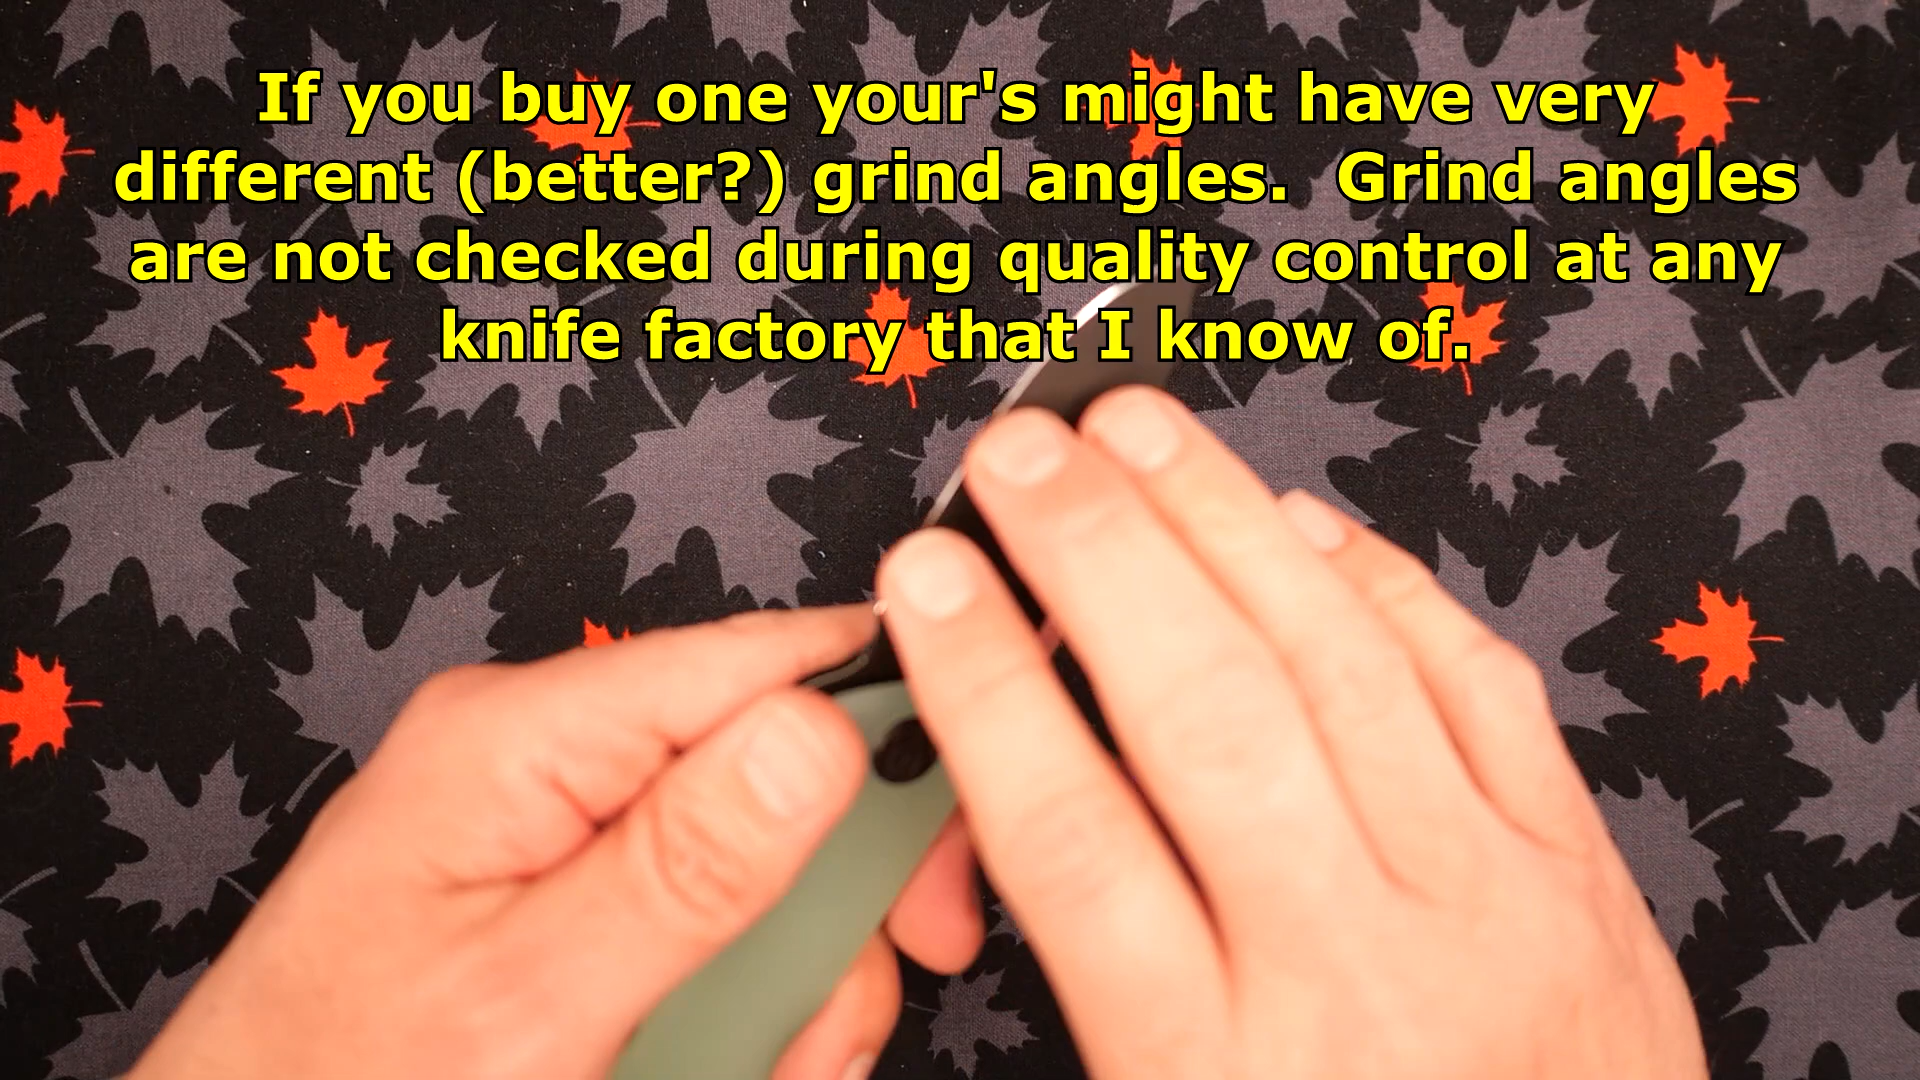 If you buy one your's might have very
different (better?) grind angles.  Grind angles
are not checked during quality control at any
knife factory that I know of.